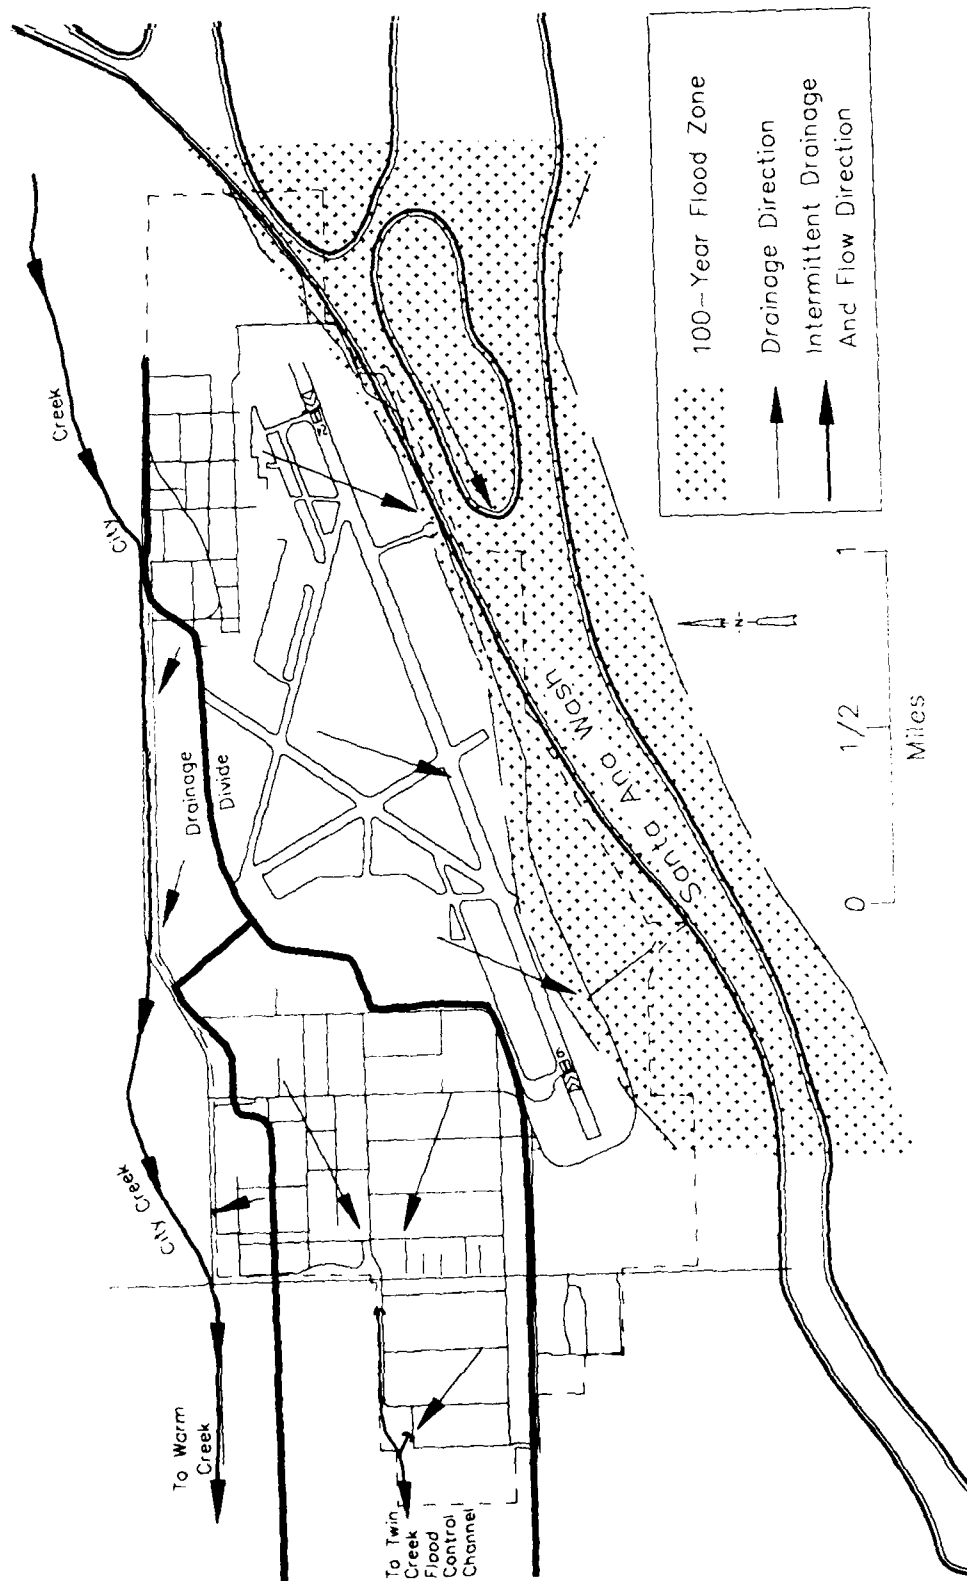 City
Creek
Drainage
Divide
City Creek
To Warm
Creek
To Twin
Creek
Flood
Control
Channel
Santa Ana Wash
N
0
1/2
1
Miles
100-Year Flood Zone
Drainage Direction
Intermittent Drainage
And Flow Direction